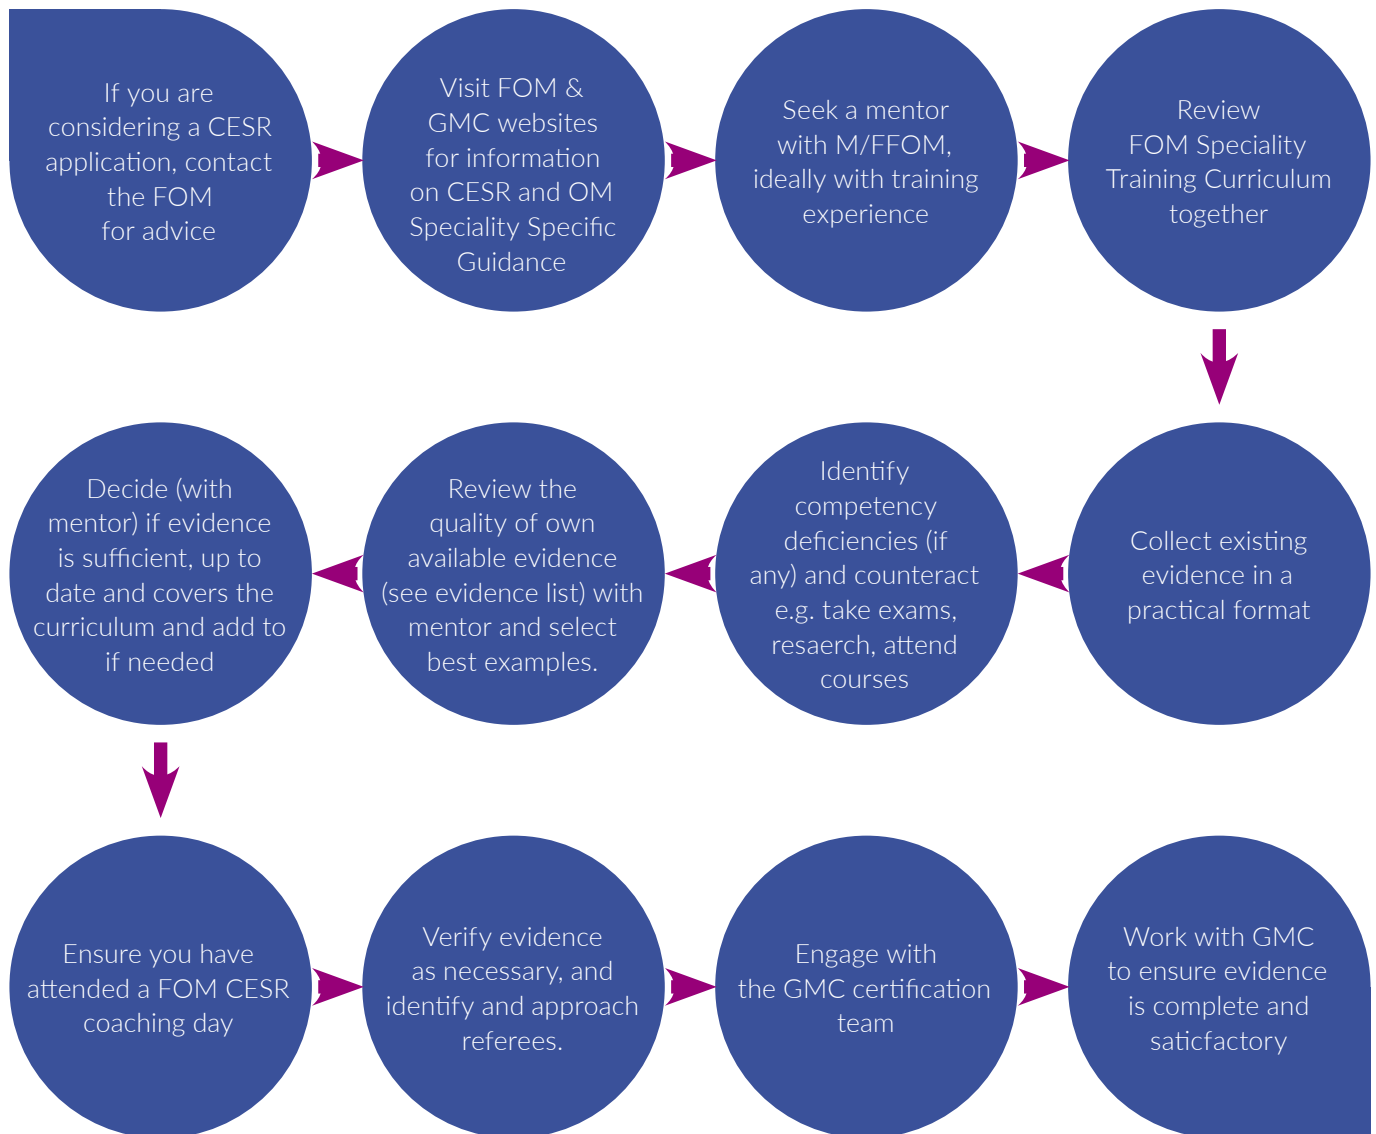 If you are
considering a CESR
application, contact
the FOM
for advice
Visit FOM &
GMC websites
for information
on CESR and OM
Speciality Specific
Guidance
Seek a mentor
with M/FFOM,
ideally with training
experience
Review
FOM Speciality
Training Curriculum
together
Collect existing
evidence in a
practical format
Identify
competency
deficiencies (if
any) and counteract
e.g. take exams,
resaerch, attend
courses
Review the
quality of own
available evidence
(see evidence list) with
mentor and select
best examples.
Decide (with
mentor) if evidence
is sufficient, up to
date and covers the
curriculum and add to
if needed
Ensure you have
attended a FOM CESR
coaching day
Verify evidence
as necessary, and
identify and approach
referees.
Engage with
the GMC certification
team
Work with GMC
to ensure evidence
is complete and
saticfactory